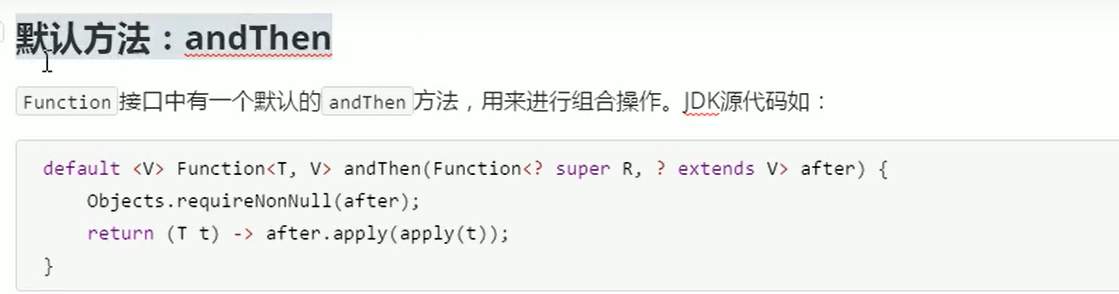 默认方法：andThen
Function接口中有一个默认的andThen方法，用来进行组合操作。JDK源代码如：
default <V> Function<T, V> andThen(Function<? super R, ? extends V> after) {
    Objects.requireNonNull(after);
    return (T t) -> after.apply(apply(t));
}